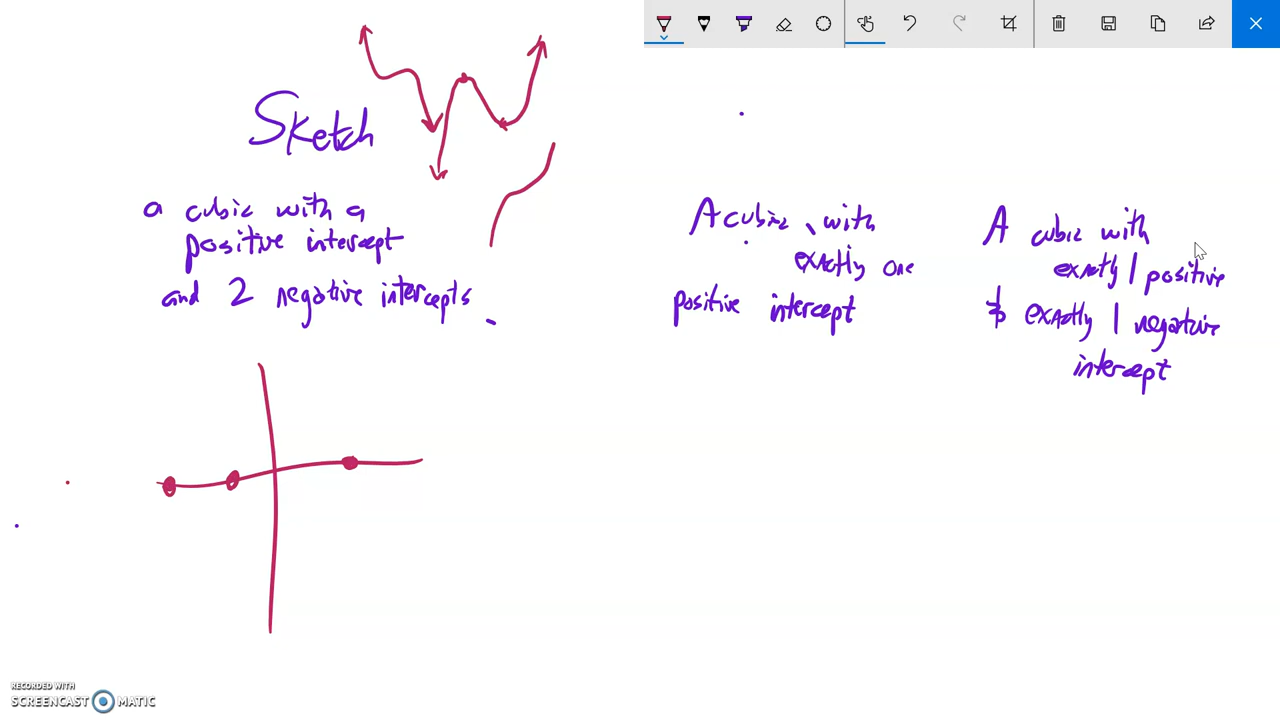 Sketch
a cubic with a
positive intercept
and 2 negative intercepts.
A cubic with
exactly one
positive intercept
A cubic with
exactly 1 positive
& exactly 1 negative
intercept
RECORDED WITH
SCREENCAST MATIC